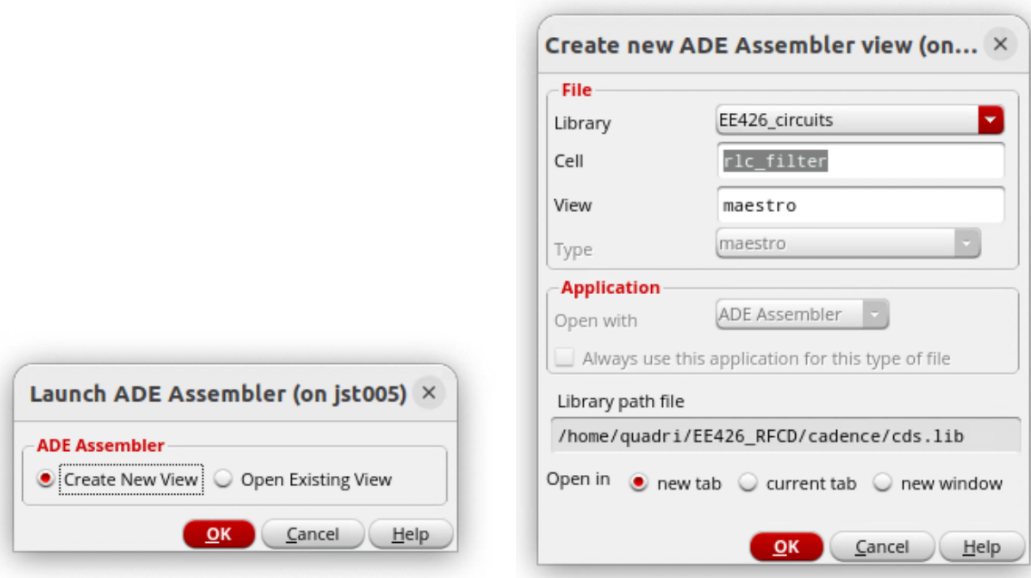 Launch ADE Assembler (on jst005) ×
ADE Assembler
Create New View Open Existing View
OK Cancel Help
Create new ADE Assembler view (on... ×
File
Library EE426_circuits
Cell rlc_filter
View maestro
Type maestro
Application
Open with ADE Assembler
Always use this application for this type of file
Library path file
/home/quadri/EE426_RFCD/cadence/cds.lib
Open in new tab current tab new window
OK Cancel Help